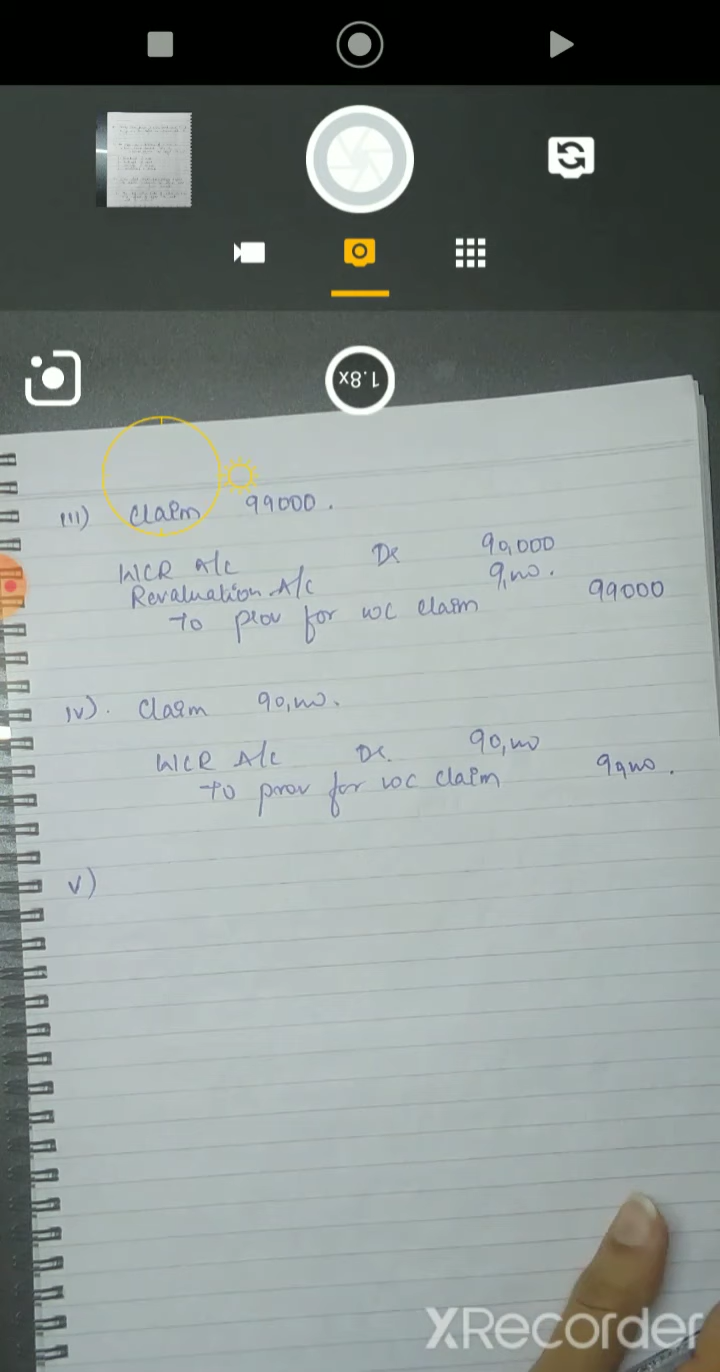 1.8x
III) Claim 99000.
WCR A/c Dr 90,000
Revaluation A/c 9,000.
To prov for WC claim 99000
IV). Claim 90,000.
WCR A/c Dr. 90,000
To prov for WC claim 90,000.
V)
XRecorder